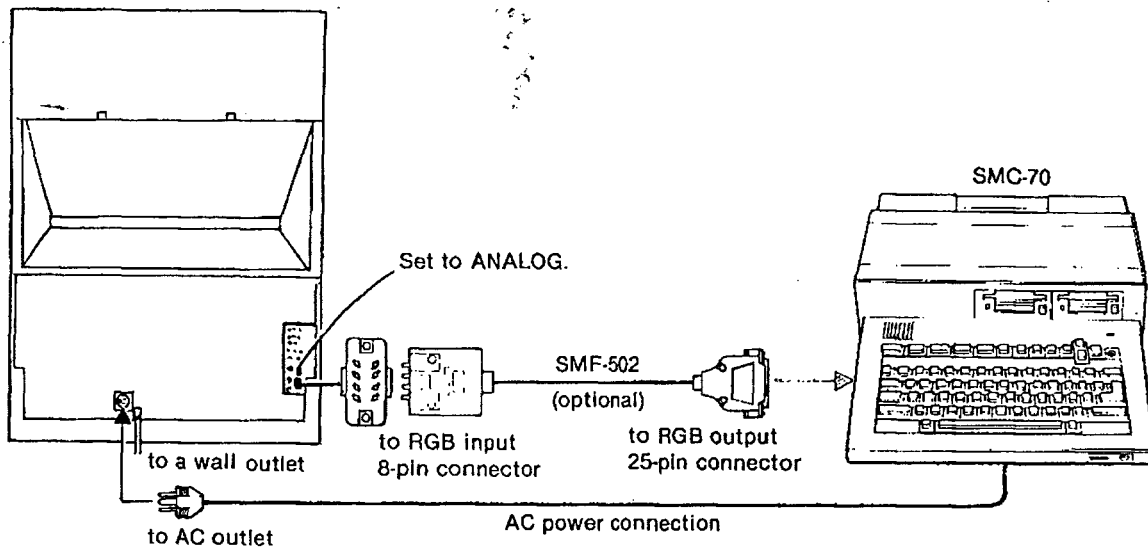 SMC-70
Set to ANALOG.
SMF-502
(optional)
to RGB input
8-pin connector
to RGB output
25-pin connector
to a wall outlet
to AC outlet
AC power connection